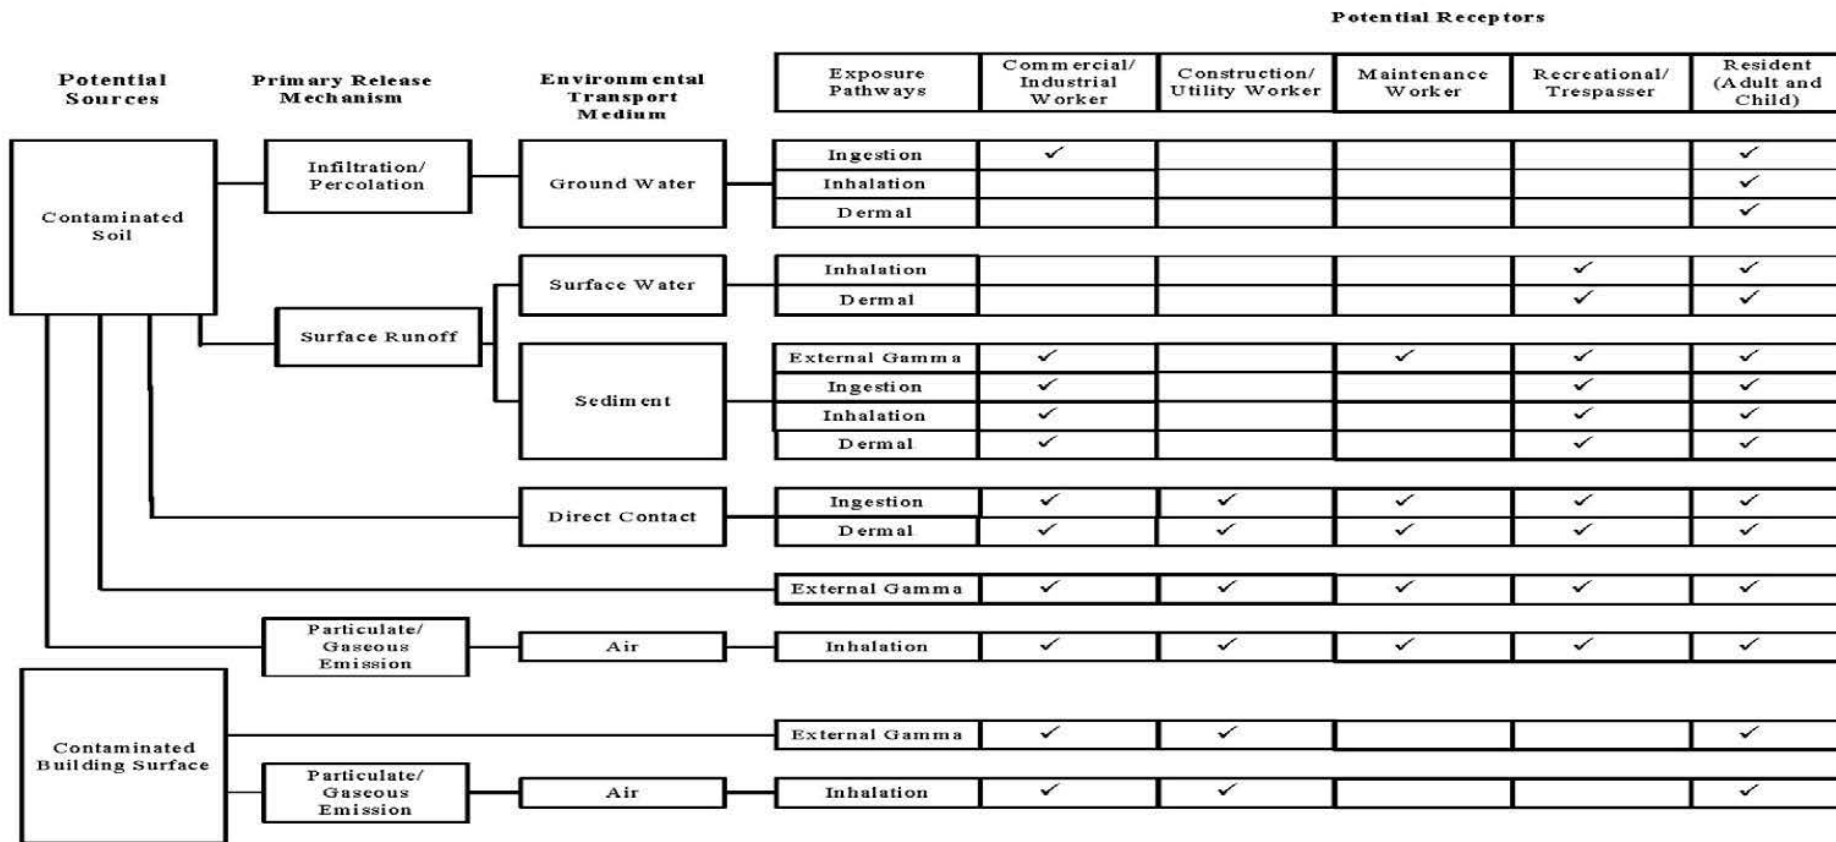 Potential Receptors
Potential
Sources
Primary Release
Mechanism
Environmental
Transport
Medium
Exposure
Pathways
Commercial/
Industrial
Worker
Construction/
Utility Worker
Maintenance
Worker
Recreational/
Trespasser
Resident
(Adult and
Child)
Contaminated
Soil
Infiltration/
Percolation
Ground Water
Ingestion ✓ ✓
Inhalation ✓
Dermal ✓
Surface Runoff
Surface Water
Inhalation ✓ ✓
Dermal ✓ ✓
Sediment
External Gamma ✓ ✓ ✓ ✓
Ingestion ✓ ✓ ✓
Inhalation ✓ ✓ ✓
Dermal ✓ ✓ ✓
Direct Contact
Ingestion ✓ ✓ ✓ ✓ ✓
Dermal ✓ ✓ ✓ ✓ ✓
External Gamma ✓ ✓ ✓ ✓ ✓
Particulate/
Gaseous
Emission
Air
Inhalation ✓ ✓ ✓ ✓ ✓
Contaminated
Building Surface
External Gamma ✓ ✓ ✓
Particulate/
Gaseous
Emission
Air
Inhalation ✓ ✓ ✓